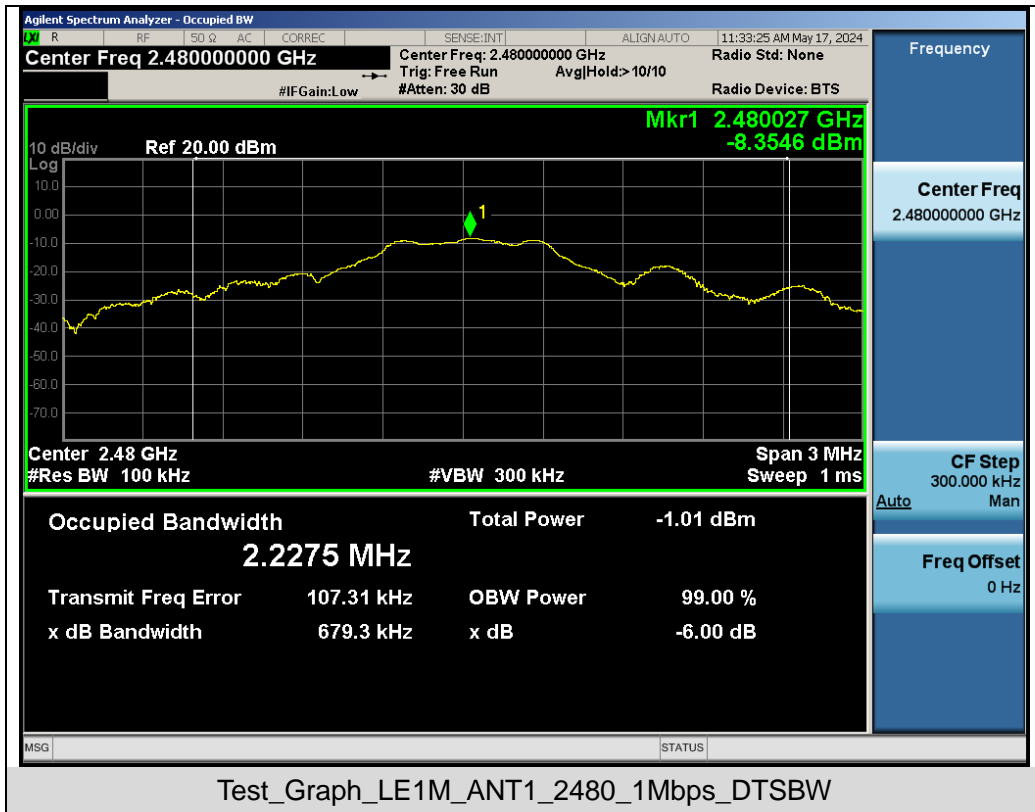 Agilent Spectrum Analyzer - Occupied BW
LXI R RF 50 Ω AC CORREC SENSE:INT ALIGN AUTO 11:33:25 AM May 17, 2024
Center Freq 2.480000000 GHz Center Freq: 2.480000000 GHz Radio Std: None
Trig: Free Run Avg|Hold:>10/10
#IFGain:Low #Atten: 30 dB Radio Device: BTS
Frequency
Mkr1 2.480027 GHz
-8.3546 dBm
10 dB/div Ref 20.00 dBm
Log
10.0
0.00
-10.0
-20.0
-30.0
-40.0
-50.0
-60.0
-70.0
1
Center 2.48 GHz Span 3 MHz
#Res BW 100 kHz #VBW 300 kHz Sweep 1 ms
Center Freq
2.480000000 GHz
CF Step
300.000 kHz
Auto Man
Freq Offset
0 Hz
Occupied Bandwidth Total Power -1.01 dBm
2.2275 MHz
Transmit Freq Error 107.31 kHz OBW Power 99.00 %
x dB Bandwidth 679.3 kHz x dB -6.00 dB
MSG STATUS
Test_Graph_LE1M_ANT1_2480_1Mbps_DTSBW